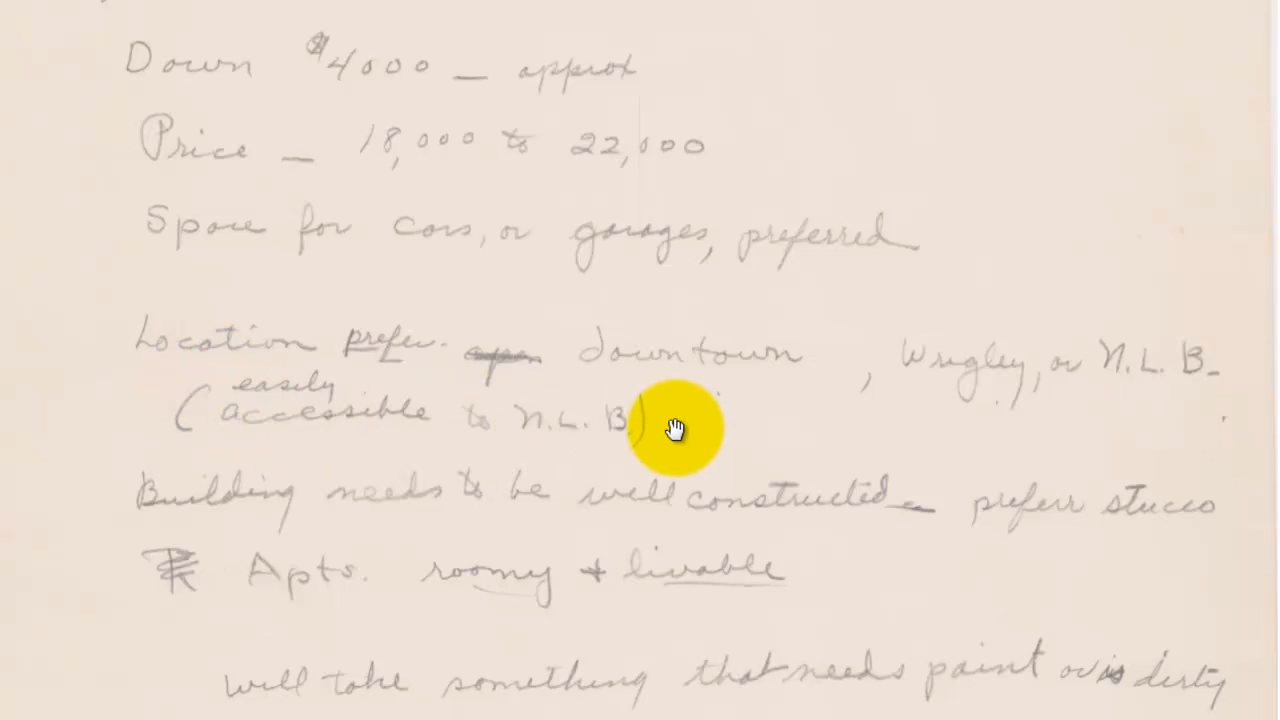 Down $4000 — approx
Price — 18,000 to 22,000
Space for cars, or garages, preferred
Location prefer. downtown, Wrigley, or N.L.B.
(easily accessible to N.L.B.)
Building needs to be well constructed — preferr stucco
Apts. roomy + livable
will take something that needs paint or is dirty